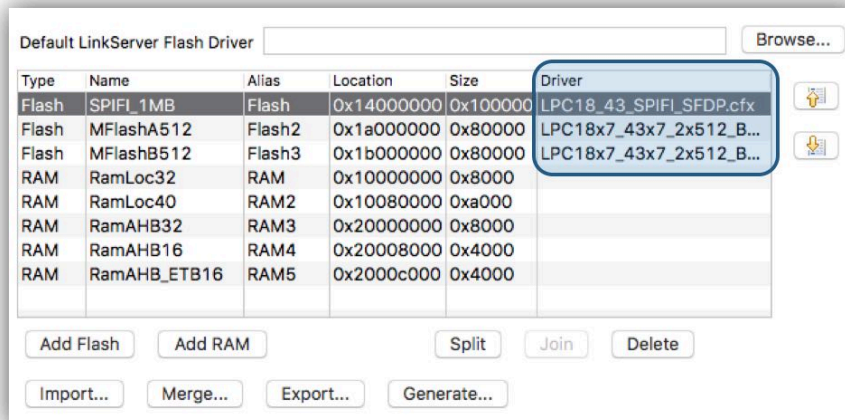 Default LinkServer Flash Driver Browse...
Type Name Alias Location Size Driver
Flash SPIFI_1MB Flash 0x14000000 0x100000 LPC18_43_SPIFI_SFDP.cfx
Flash MFlashA512 Flash2 0x1a000000 0x80000 LPC18x7_43x7_2x512_B...
Flash MFlashB512 Flash3 0x1b000000 0x80000 LPC18x7_43x7_2x512_B...
RAM RamLoc32 RAM 0x10000000 0x8000
RAM RamLoc40 RAM2 0x10080000 0xa000
RAM RamAHB32 RAM3 0x20000000 0x8000
RAM RamAHB16 RAM4 0x20008000 0x4000
RAM RamAHB_ETB16 RAM5 0x2000c000 0x4000
Add Flash Add RAM Split Join Delete
Import... Merge... Export... Generate...